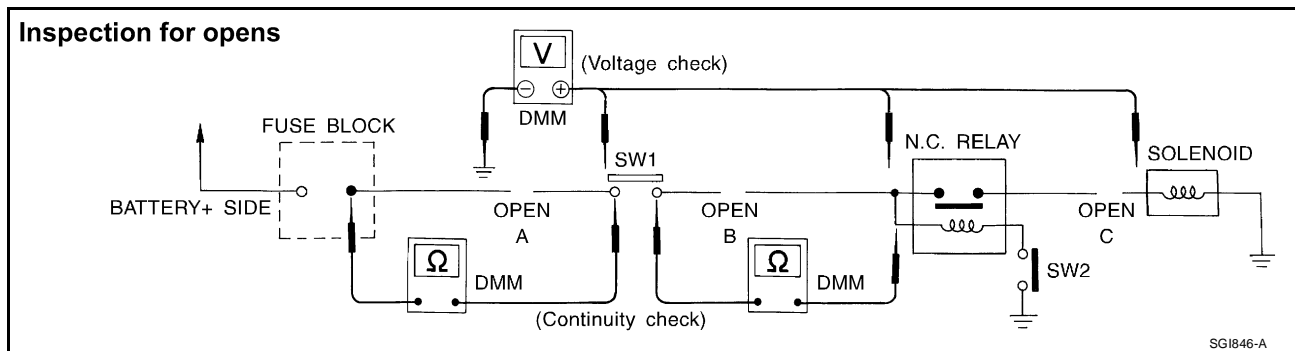 Inspection for opens
V
(Voltage check)
− +
DMM
FUSE BLOCK
SW1
N.C. RELAY
SOLENOID
BATTERY+ SIDE
OPEN
A
OPEN
B
OPEN
C
Ω
DMM
Ω
DMM
SW2
(Continuity check)
SGI846-A